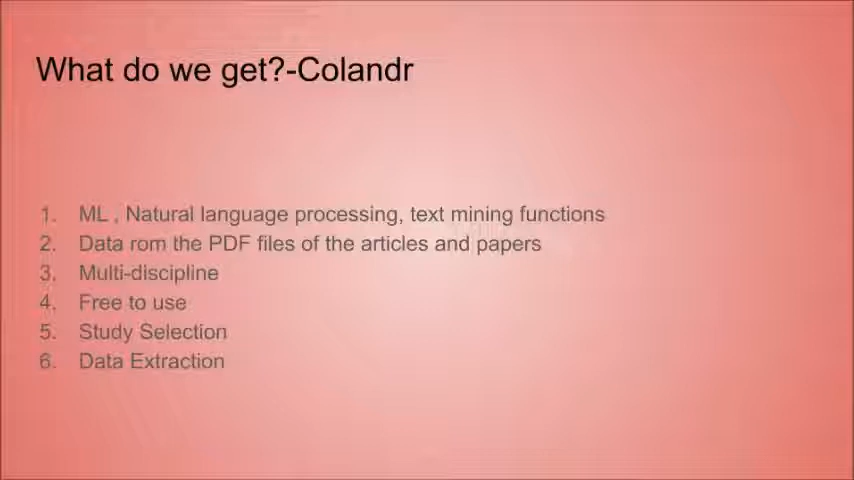 What do we get?-Colandr
1. ML , Natural language processing, text mining functions
2. Data rom the PDF files of the articles and papers
3. Multi-discipline
4. Free to use
5. Study Selection
6. Data Extraction